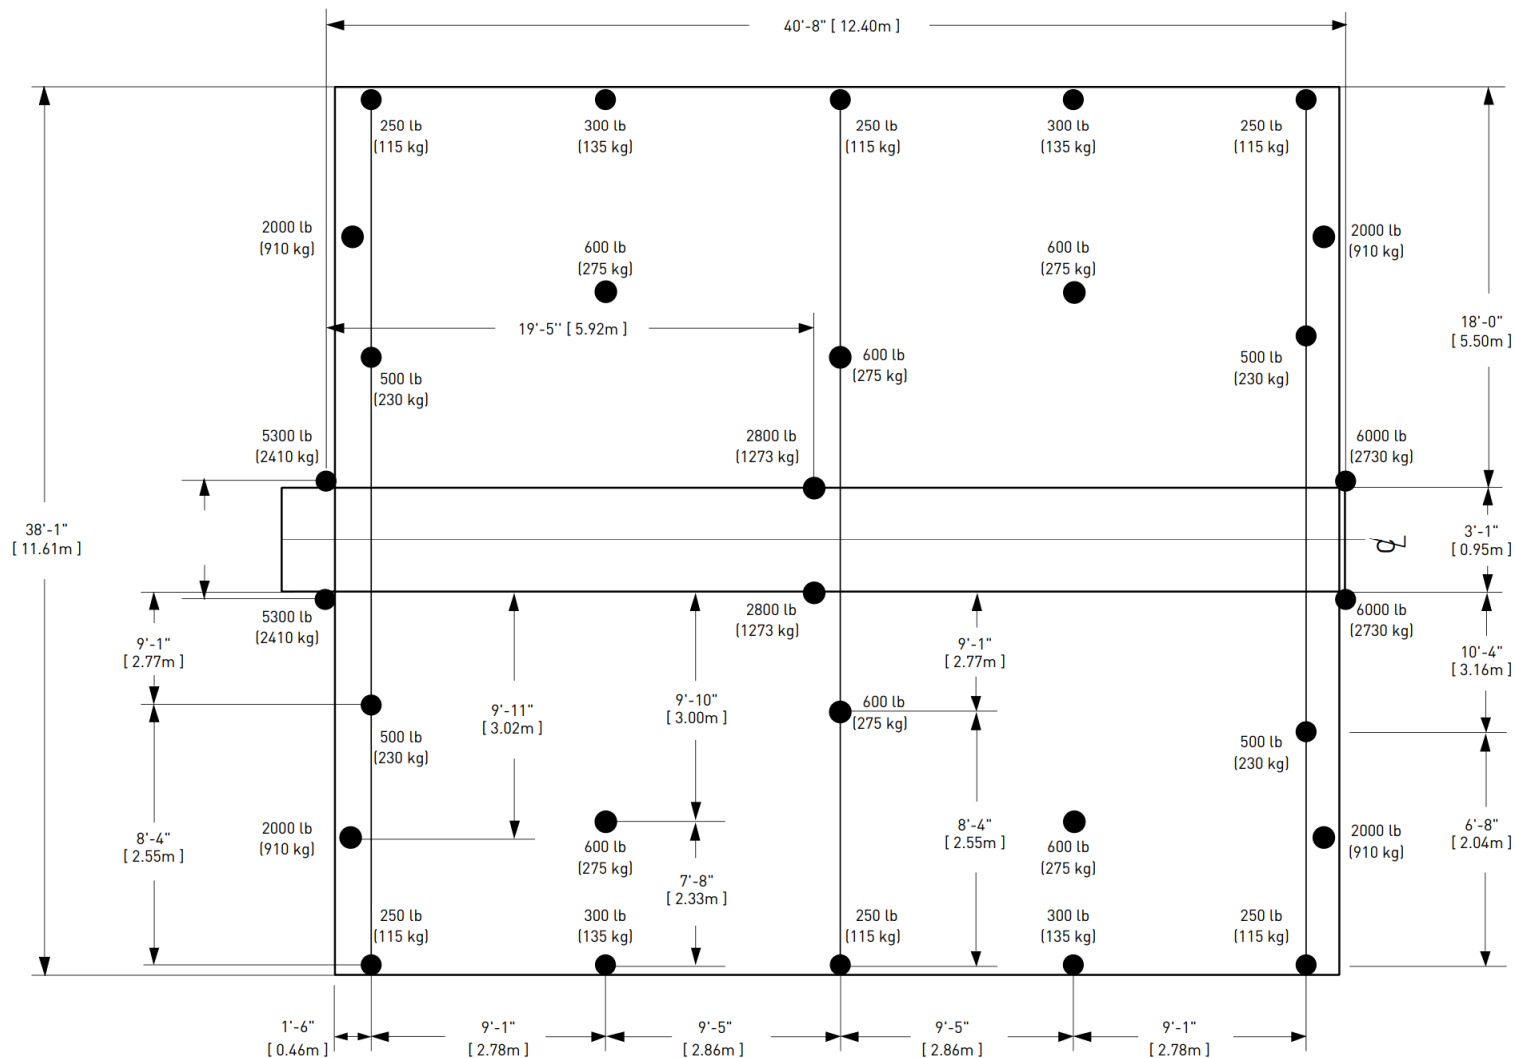 40'-8" [ 12.40m ]
250 lb
(115 kg)
300 lb
(135 kg)
250 lb
(115 kg)
300 lb
(135 kg)
250 lb
(115 kg)
2000 lb
(910 kg)
600 lb
(275 kg)
600 lb
(275 kg)
2000 lb
(910 kg)
19'-5'' [ 5.92m ]
18'-0"
[ 5.50m ]
500 lb
(230 kg)
600 lb
(275 kg)
500 lb
(230 kg)
5300 lb
(2410 kg)
2800 lb
(1273 kg)
6000 lb
(2730 kg)
38'-1"
[ 11.61m ]
3'-1"
[ 0.95m ]
5300 lb
(2410 kg)
2800 lb
(1273 kg)
6000 lb
(2730 kg)
9'-1"
[ 2.77m ]
9'-1"
[ 2.77m ]
10'-4"
[ 3.16m ]
9'-11"
[ 3.02m ]
9'-10"
[ 3.00m ]
600 lb
(275 kg)
500 lb
(230 kg)
500 lb
(230 kg)
8'-4"
[ 2.55m ]
2000 lb
(910 kg)
600 lb
(275 kg)
7'-8"
[ 2.33m ]
8'-4"
[ 2.55m ]
600 lb
(275 kg)
2000 lb
(910 kg)
6'-8"
[ 2.04m ]
250 lb
(115 kg)
300 lb
(135 kg)
250 lb
(115 kg)
300 lb
(135 kg)
250 lb
(115 kg)
1'-6"
[ 0.46m ]
9'-1"
[ 2.78m ]
9'-5"
[ 2.86m ]
9'-5"
[ 2.86m ]
9'-1"
[ 2.78m ]